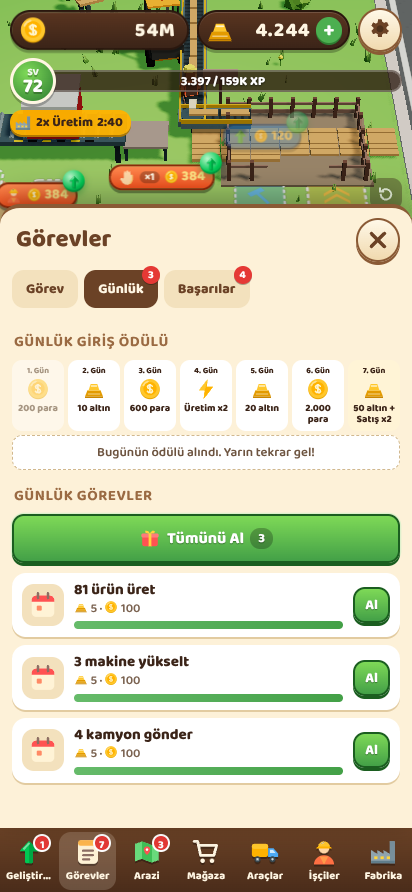 54M
4.244
SV
72
3.397 / 159K XP
2x Üretim 2:40
120
x1 384
384
Görevler
Görev
Günlük
3
Başarılar
4
GÜNLÜK GİRİŞ ÖDÜLÜ
1. Gün
200 para
2. Gün
10 altın
3. Gün
600 para
4. Gün
Üretim x2
5. Gün
20 altın
6. Gün
2.000
para
7. Gün
50 altın +
Satış x2
Bugünün ödülü alındı. Yarın tekrar gel!
GÜNLÜK GÖREVLER
Tümünü Al 3
81 ürün üret
5 · 100
Al
3 makine yükselt
5 · 100
Al
4 kamyon gönder
5 · 100
Al
1
Geliştir...
7
Görevler
3
Arazi
Mağaza
Araçlar
İşçiler
Fabrika